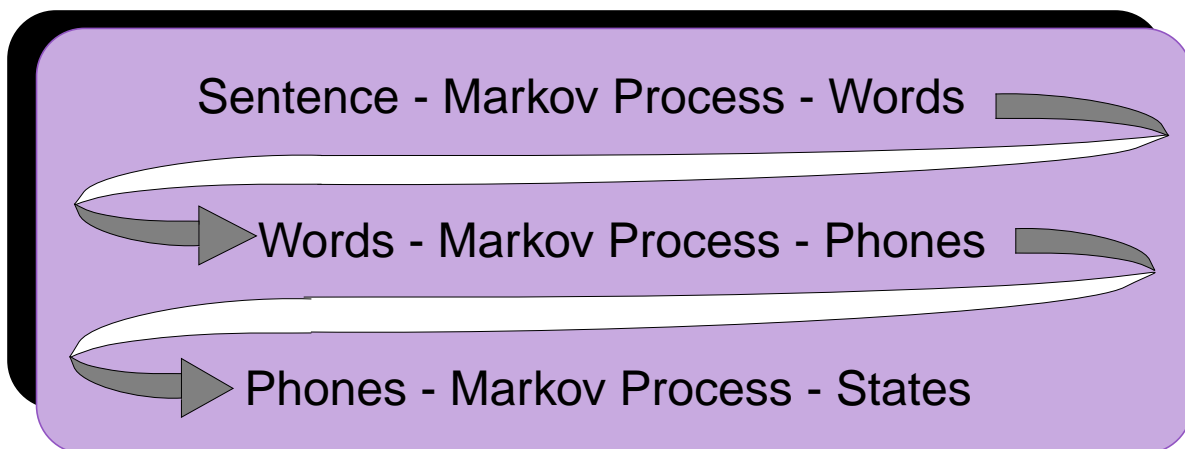 Sentence - Markov Process - Words
Words - Markov Process - Phones
Phones - Markov Process - States